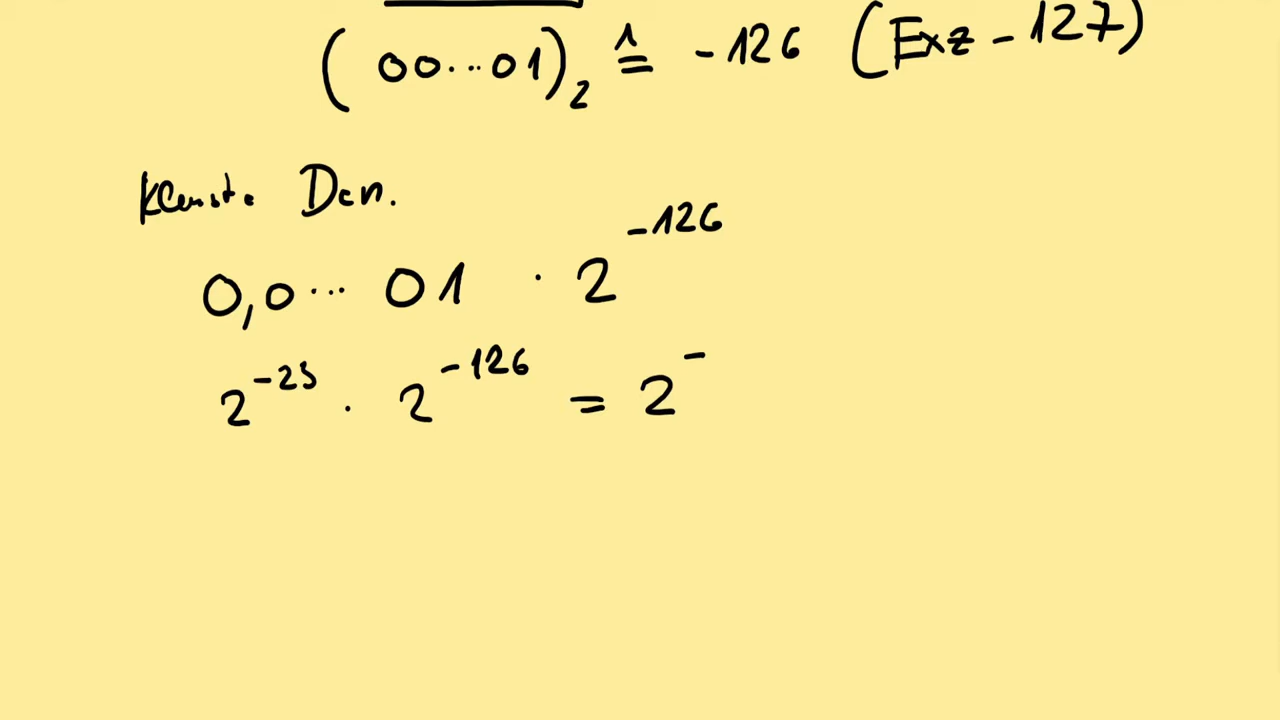 (00...01)₂ ≙ -126 (Exz - 127)
Kleinste Den.
0,0... 01 · 2^-126
2^-23 · 2^-126 = 2^-